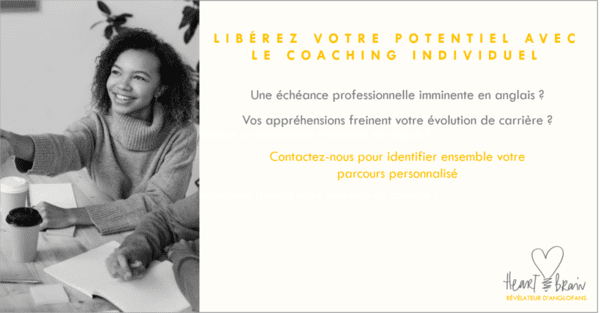 LIBÉREZ VOTRE POTENTIEL AVEC
LE COACHING INDIVIDUEL
Une échéance professionnelle imminente en anglais ?
Vos appréhensions freinent votre évolution de carrière ?
Contactez-nous pour identifier ensemble votre
parcours personnalisé
Heart Brain
RÉVÉLATEUR D'ANGLOFANS